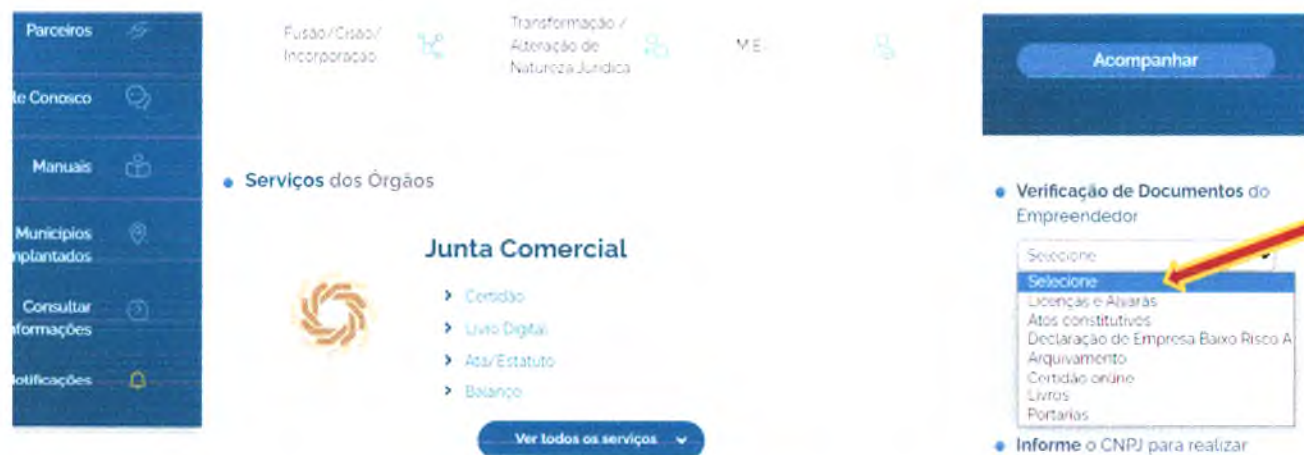 Parceiros
le Conosco
Manuais
Municípios
nplantados
Consultar
nformações
Notificações
Fusão/Cisão/
Incorporação
Transformação /
Alteração de
Natureza Jurídica
M.E.
Serviços dos Órgãos
Junta Comercial
> Certidão
> Livro Digital
> Ata/Estatuto
> Balanço
Ver todos os serviços
Acompanhar
Verificação de Documentos do
Empreendedor
Selecione
Selecione
Licenças e Alvarás
Atos constitutivos
Declaração de Empresa Baixo Risco A
Arquivamento
Certidão online
Livros
Portarias
Informe o CNPJ para realizar